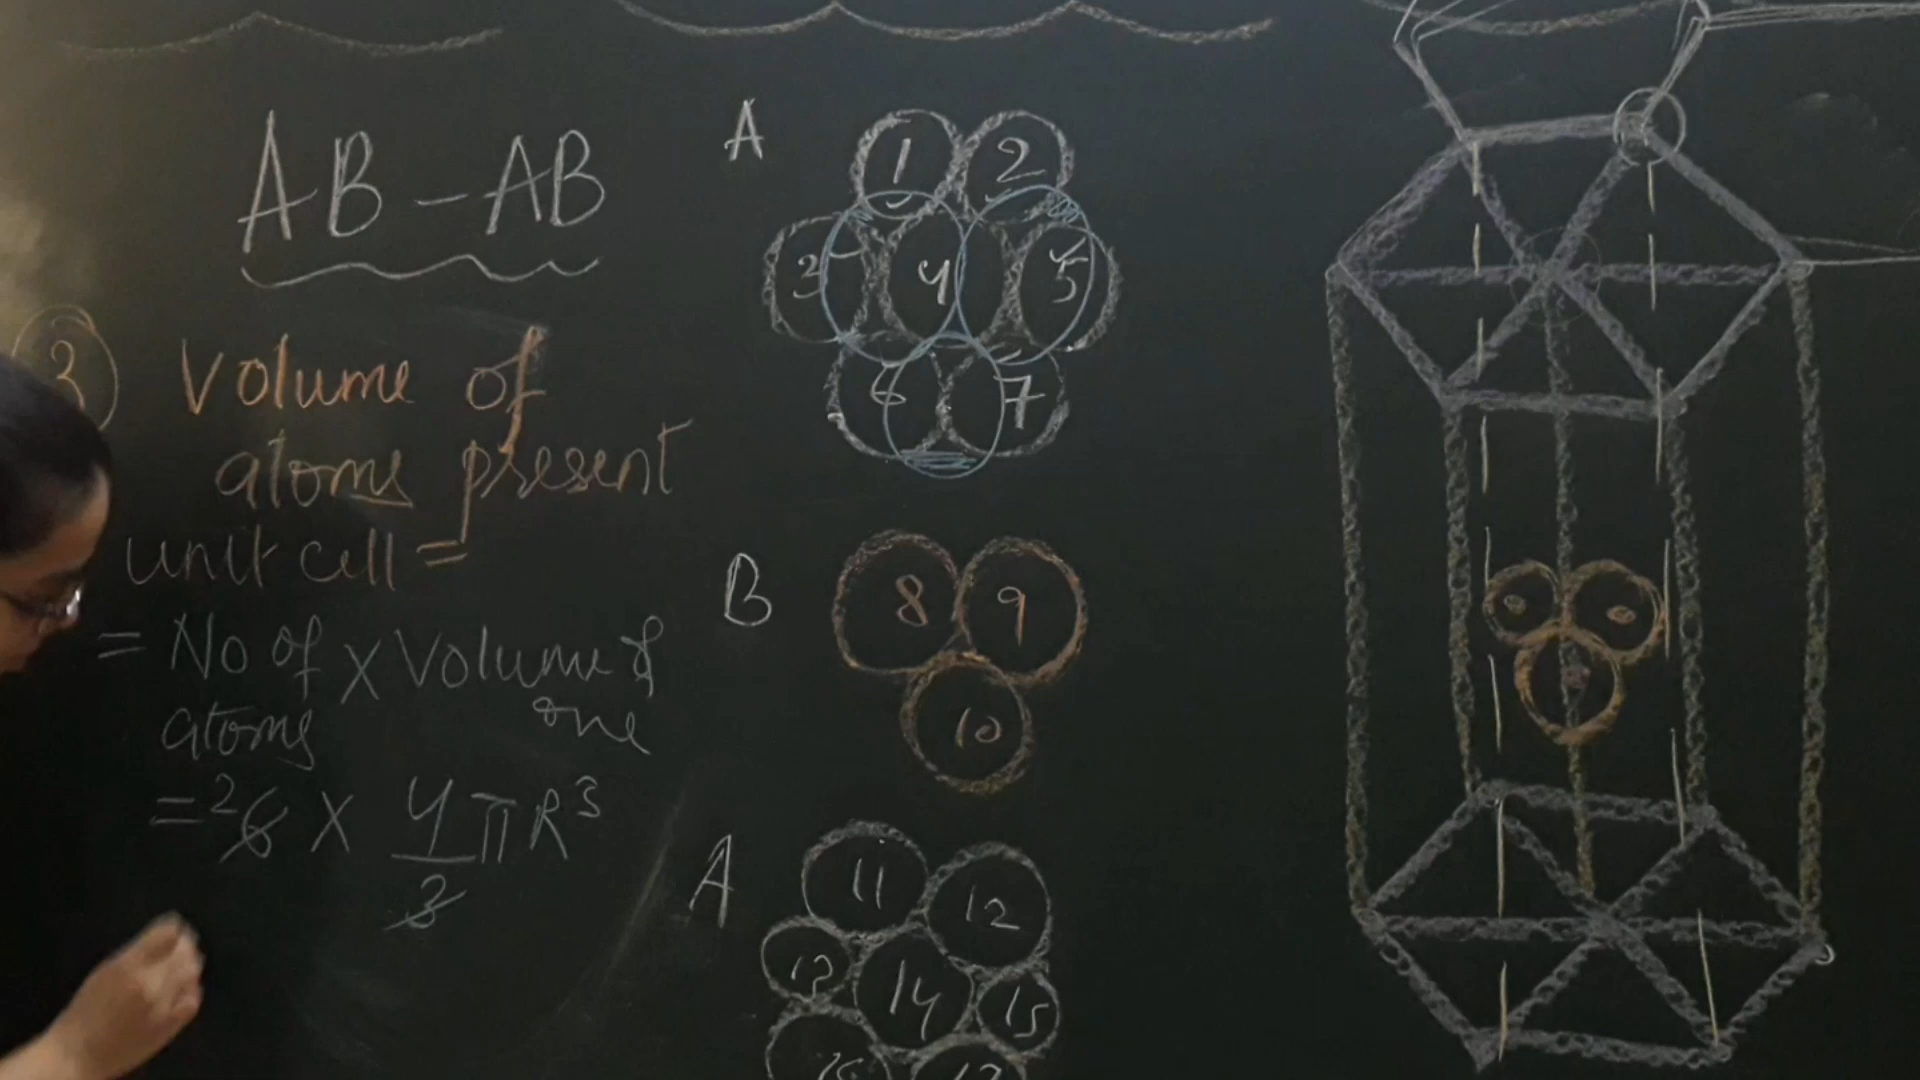 AB - AB
3 Volume of
atoms present
unit cell =
= No of x Volume of
atoms one
= 2 6 x 4/3 π R3
A
1 2
3 4 5
6 7
B
8 9
10
A
11 12
13 14 15